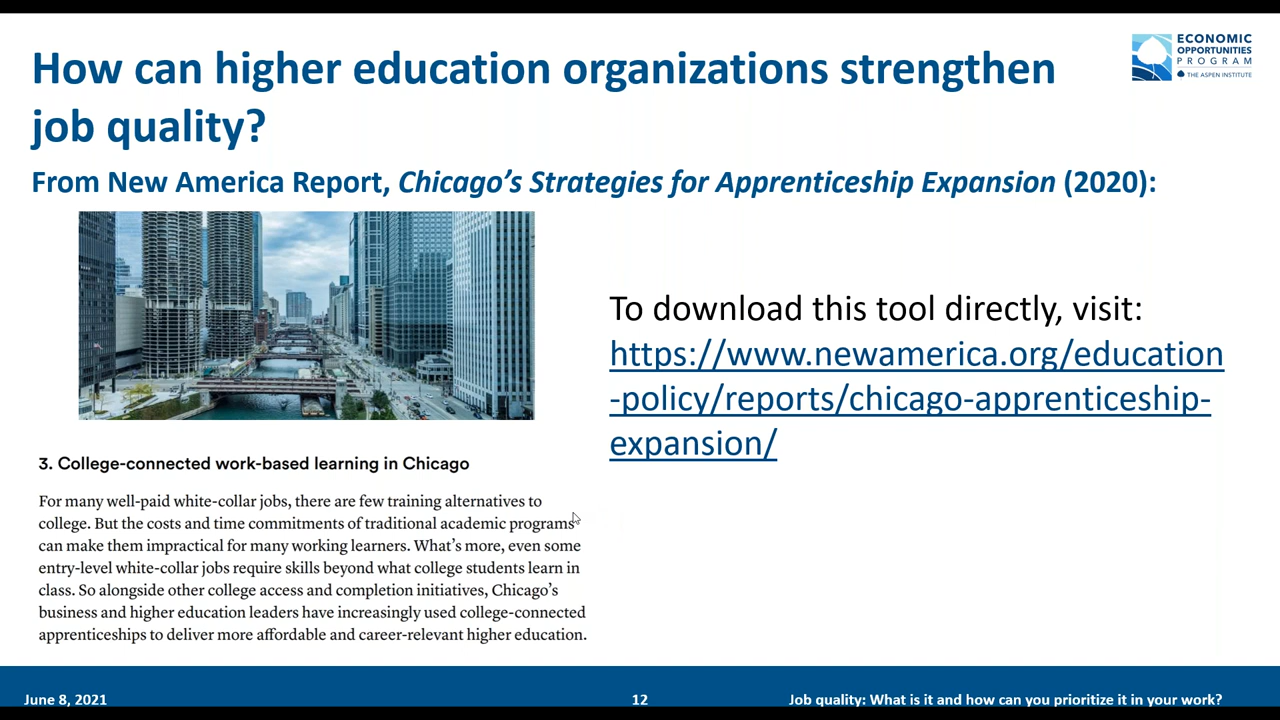 How can higher education organizations strengthen
job quality?
ECONOMIC
OPPORTUNITIES
PROGRAM
THE ASPEN INSTITUTE
From New America Report, Chicago’s Strategies for Apprenticeship Expansion (2020):
To download this tool directly, visit:
https://www.newamerica.org/education
-policy/reports/chicago-apprenticeship-
expansion/
3. College-connected work-based learning in Chicago
For many well-paid white-collar jobs, there are few training alternatives to
college. But the costs and time commitments of traditional academic programs
can make them impractical for many working learners. What’s more, even some
entry-level white-collar jobs require skills beyond what college students learn in
class. So alongside other college access and completion initiatives, Chicago’s
business and higher education leaders have increasingly used college-connected
apprenticeships to deliver more affordable and career-relevant higher education.
June 8, 2021
12
Job quality: What is it and how can you prioritize it in your work?